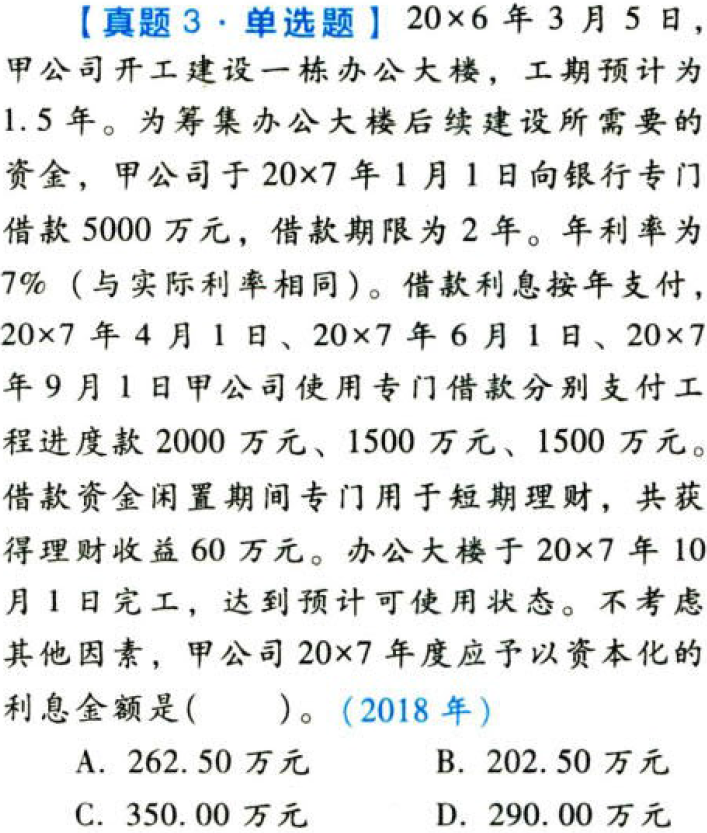 【真题3·单选题】20×6年3月5日,
甲公司开工建设一栋办公大楼，工期预计为
1.5年。为筹集办公大楼后续建设所需要的
资金，甲公司于20×7年1月1日向银行专门
借款5000万元，借款期限为2年。年利率为
7%（与实际利率相同）。借款利息按年支付，
20×7年4月1日、20×7年6月1日、20×7
年9月1日甲公司使用专门借款分别支付工
程进度款2000万元、1500万元、1500万元。
借款资金闲置期间专门用于短期理财，共获
得理财收益60万元。办公大楼于20×7年10
月1日完工，达到预计可使用状态。不考虑
其他因素，甲公司20×7年度应予以资本化的
利息金额是(　　)。(2018年)
A. 262.50万元　　B. 202.50万元
C. 350.00万元　　D. 290.00万元